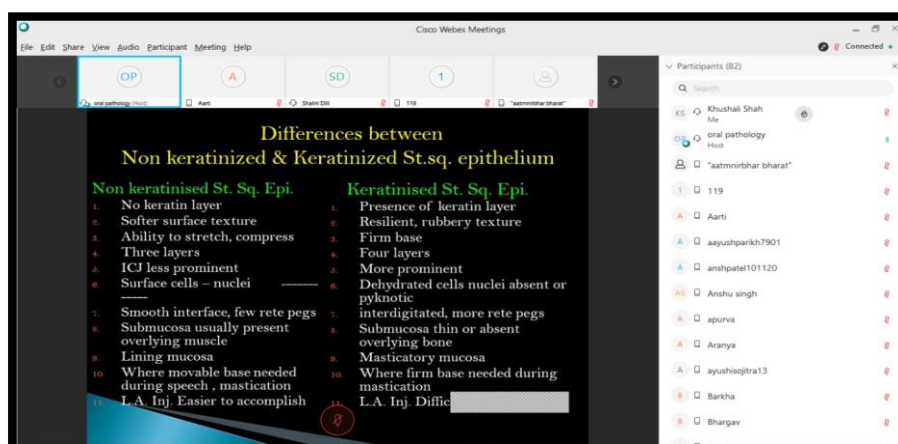 Cisco Webex Meetings
File Edit Share View Audio Participant Meeting Help
Connected
OP
A
SD
1
oral pathology (Host)
Aarti
Shalini Dill
119
"aatmnirbhar bharat"
Differences between
Non keratinized & Keratinized St.sq. epithelium
Non keratinised St. Sq. Epi.
1. No keratin layer
2. Softer surface texture
3. Ability to stretch, compress
4. Three layers
5. ICJ less prominent
6. Surface cells – nuclei -------
-----
7. Smooth interface, few rete pegs
8. Submucosa usually present
overlying muscle
9. Lining mucosa
10. Where movable base needed
during speech , mastication
11. L.A. Inj. Easier to accomplish
Keratinised St. Sq. Epi.
1. Presence of keratin layer
2. Resilient, rubbery texture
3. Firm base
4. Four layers
5. More prominent
6. Dehydrated cells nuclei absent or
pyknotic
7. interdigitated, more rete pegs
8. Submucosa thin or absent
overlying bone
9. Masticatory mucosa
10. Where firm base needed during
mastication
11. L.A. Inj.
Participants (82)
Search
KS Khushali Shah
Me
OP oral pathology
Host
"aatmnirbhar bharat"
1 119
A Aarti
A aayushparikh7901
A anshpatel101120
AS Anshu singh
A apurva
A Aranya
A ayushisojitra13
B Barkha
B Bhargav